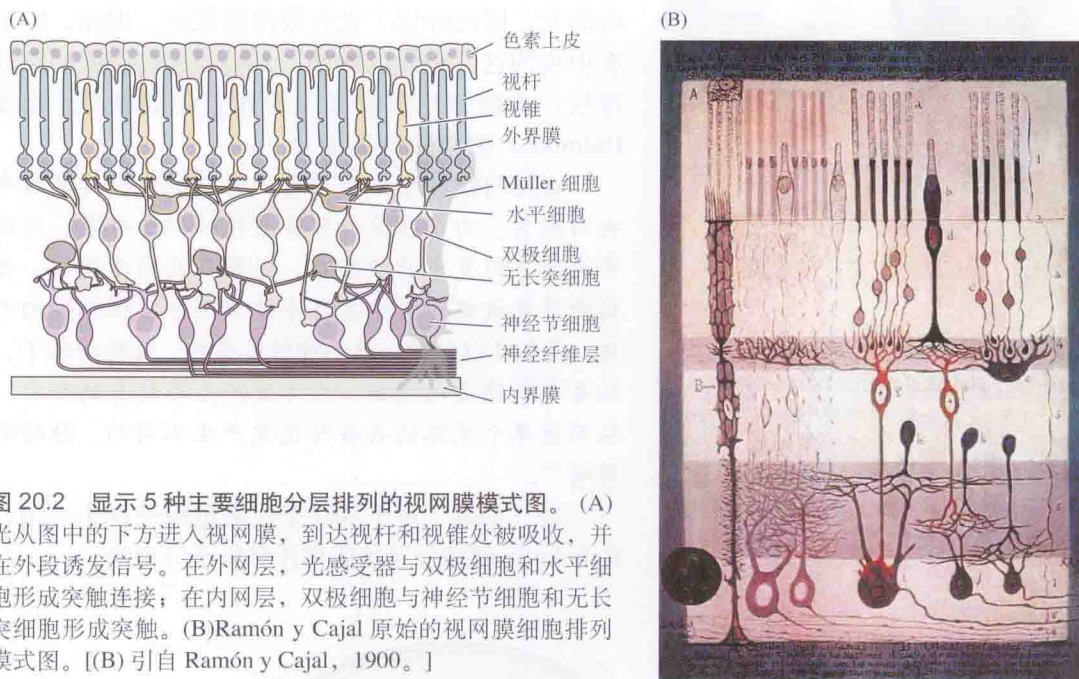 (A)
色素上皮
视杆
视锥
外界膜
Müller 细胞
水平细胞
双极细胞
无长突细胞
神经节细胞
神经纤维层
内界膜
(B)
A
B
图 20.2 显示 5 种主要细胞分层排列的视网膜模式图。 (A)
光从图中的下方进入视网膜，到达视杆和视锥处被吸收，并
在外段诱发信号。在外网层，光感受器与双极细胞和水平细
胞形成突触连接；在内网层，双极细胞与神经节细胞和无长
突细胞形成突触。(B)Ramón y Cajal 原始的视网膜细胞排列
模式图。[(B) 引自 Ramón y Cajal，1900。]